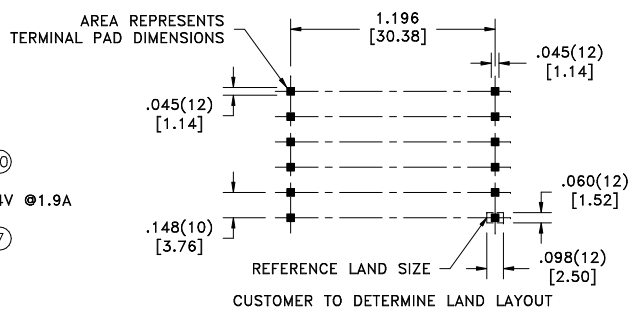 AREA REPRESENTS
TERMINAL PAD DIMENSIONS
1.196
[30.38]
.045(12)
[1.14]
.045(12)
[1.14]
V @1.9A
.060(12)
[1.52]
.148(10)
[3.76]
.098(12)
[2.50]
REFERENCE LAND SIZE
CUSTOMER TO DETERMINE LAND LAYOUT